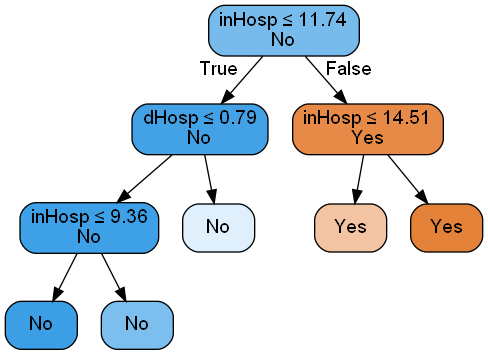 inHosp ≤ 11.74
No
True
False
dHosp ≤ 0.79
No
inHosp ≤ 14.51
Yes
inHosp ≤ 9.36
No
No
Yes
Yes
No
No